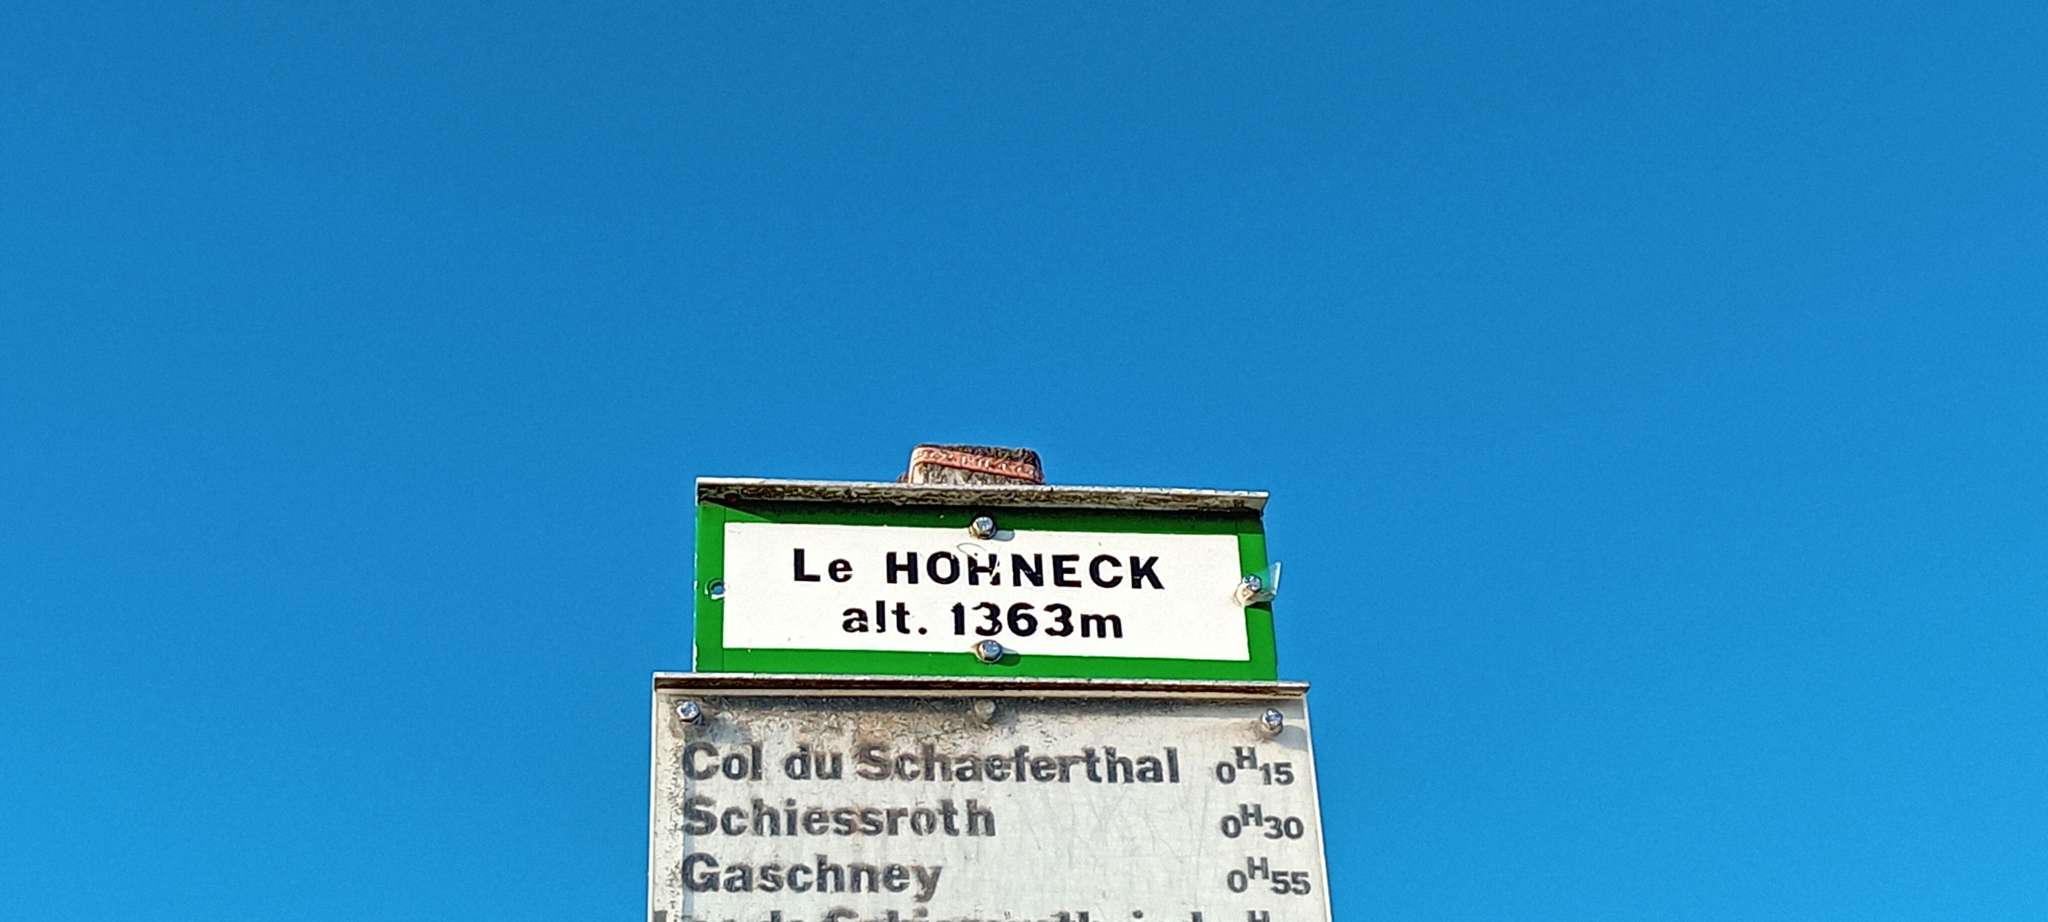 Le HOHNECK
alt. 1363m
Col du Schaeferthal 0H15
Schiessroth 0H30
Gaschney 0H55